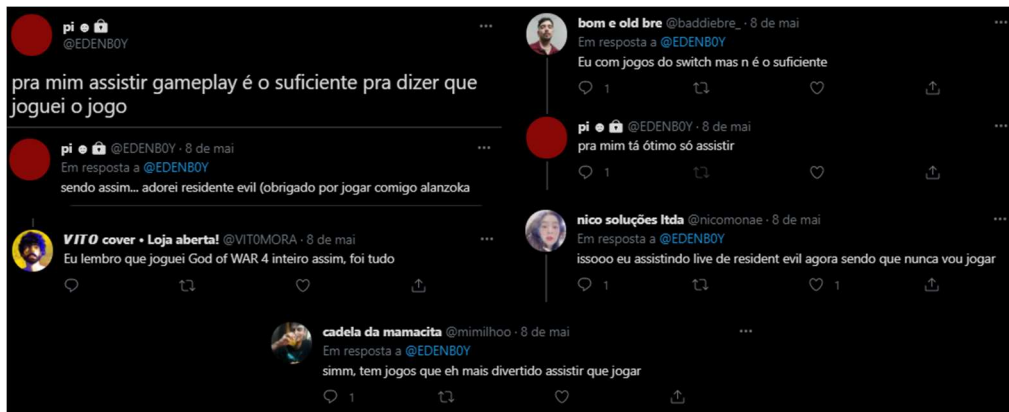 pi ☻ 🔒
@EDENB0Y
pra mim assistir gameplay é o suficiente pra dizer que
joguei o jogo
pi ☻ 🔒 @EDENB0Y · 8 de mai
Em resposta a @EDENB0Y
sendo assim... adorei residente evil (obrigado por jogar comigo alanzoka
VITO cover • Loja aberta! @VIT0MORA · 8 de mai
Eu lembro que joguei God of WAR 4 inteiro assim, foi tudo
bom e old bre @baddiebre_ · 8 de mai
Em resposta a @EDENB0Y
Eu com jogos do switch mas n é o suficiente
1
pi ☻ 🔒 @EDENB0Y · 8 de mai
pra mim tá ótimo só assistir
1
nico soluções ltda @nicomonae · 8 de mai
Em resposta a @EDENB0Y
issooo eu assistindo live de resident evil agora sendo que nunca vou jogar
1 1
cadela da mamacita @mimilhoo · 8 de mai
Em resposta a @EDENB0Y
simm, tem jogos que eh mais divertido assistir que jogar
1